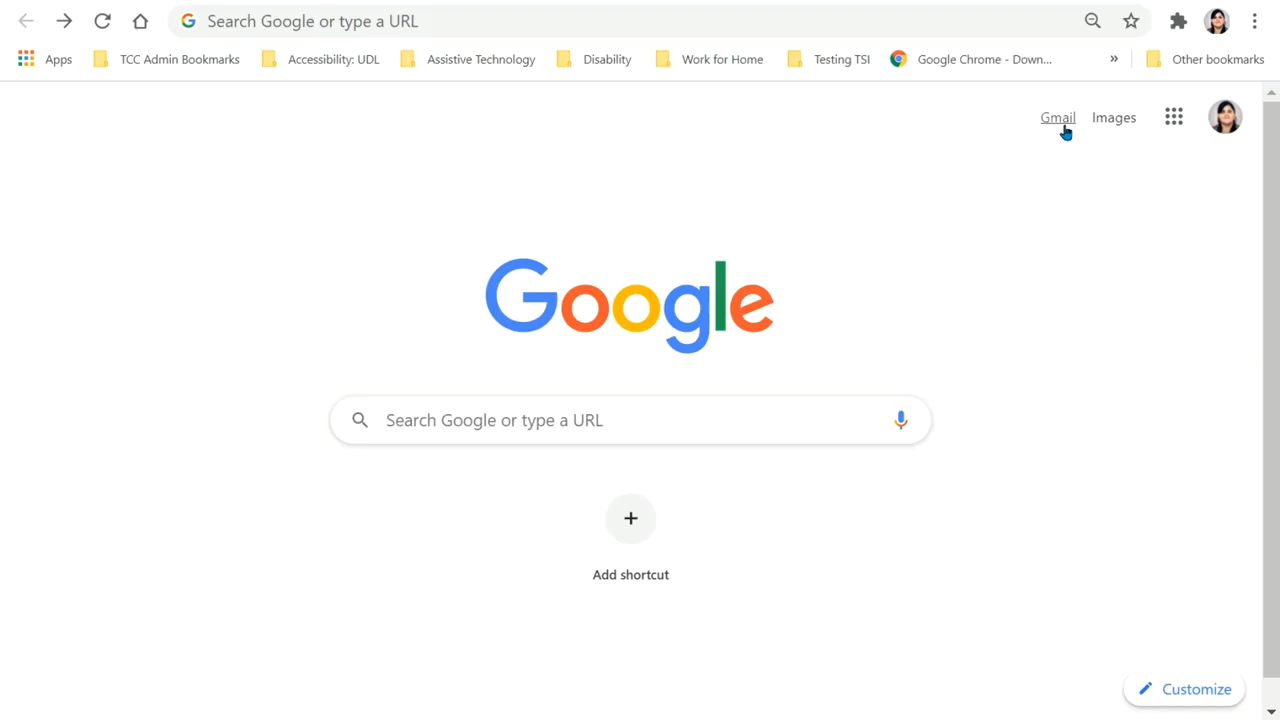 Search Google or type a URL
Apps TCC Admin Bookmarks Accessibility: UDL Assistive Technology Disability Work for Home Testing TSI Google Chrome - Down... » Other bookmarks
Gmail Images
Google
Search Google or type a URL
Add shortcut
Customize